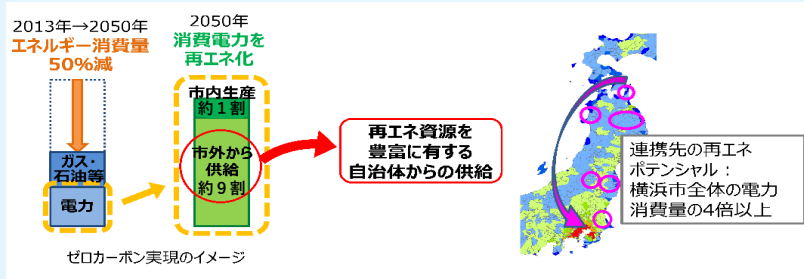 2013年→2050年
エネルギー消費量
50%減
ガス・
石油等
電力
2050年
消費電力を
再エネ化
市内生産
約1割
市外から
供給
約9割
再エネ資源を
豊富に有する
自治体からの供給
連携先の再エネ
ポテンシャル：
横浜市全体の電力
消費量の4倍以上
ゼロカーボン実現のイメージ